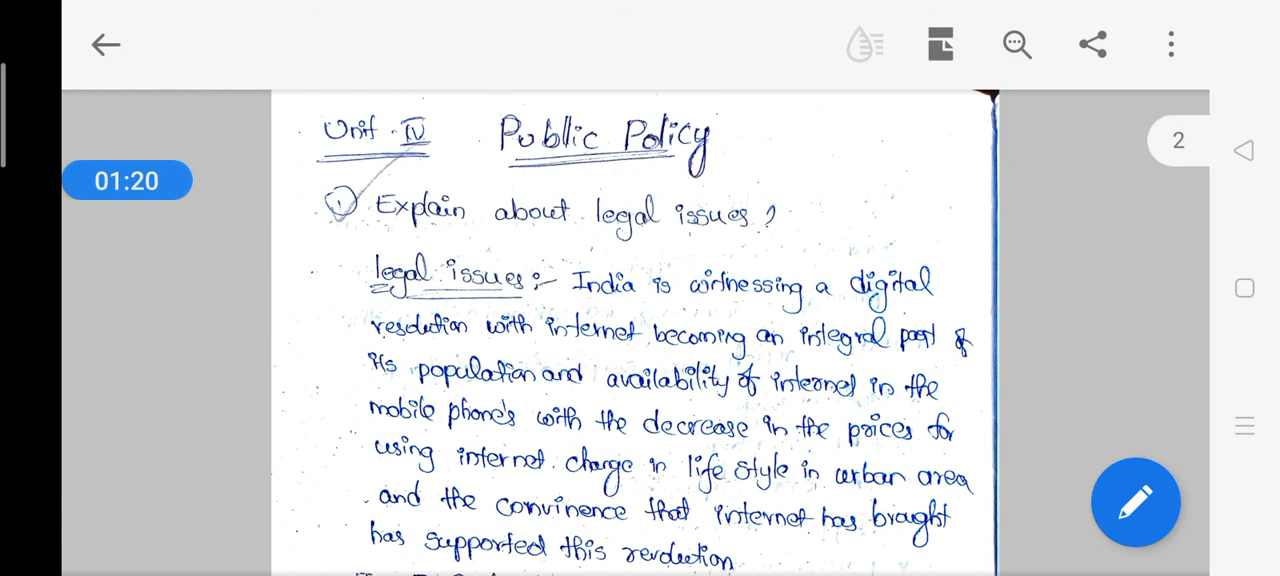 2
01:20
Unit - IV Public Policy
① Explain about legal issues?
legal issues :- India is wirnessing a digital
resolution with internet becoming an integral part of
its population and availability of internet in the
mobile phone's with the decrease in the prices for
using internet. change in life style in urban area
and the convinence that internet has braght
has supported this revolution.